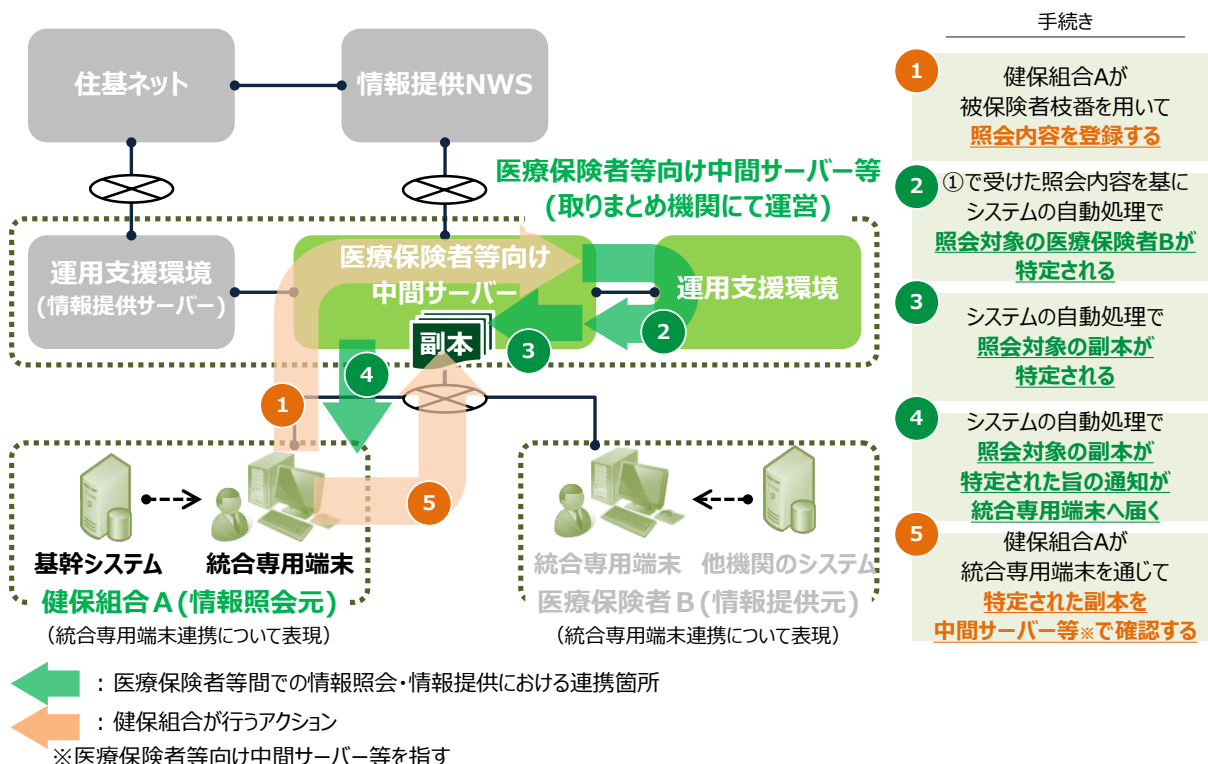 住基ネット
情報提供NWS
医療保険者等向け中間サーバー等
(取りまとめ機関にて運営)
運用支援環境
(情報提供サーバー)
医療保険者等向け
中間サーバー
運用支援環境
副本
1
2
3
4
5
基幹システム
統合専用端末
健保組合A(情報照会元)
(統合専用端末連携について表現)
統合専用端末
他機関のシステム
医療保険者B(情報提供元)
(統合専用端末連携について表現)
:医療保険者等間での情報照会・情報提供における連携箇所
:健保組合が行うアクション
※医療保険者等向け中間サーバー等を指す
手続き
1
健保組合Aが
被保険者枝番を用いて
照会内容を登録する
2
①で受けた照会内容を基に
システムの自動処理で
照会対象の医療保険者Bが
特定される
3
システムの自動処理で
照会対象の副本が
特定される
4
システムの自動処理で
照会対象の副本が
特定された旨の通知が
統合専用端末へ届く
5
健保組合Aが
統合専用端末を通じて
特定された副本を
中間サーバー等※で確認する